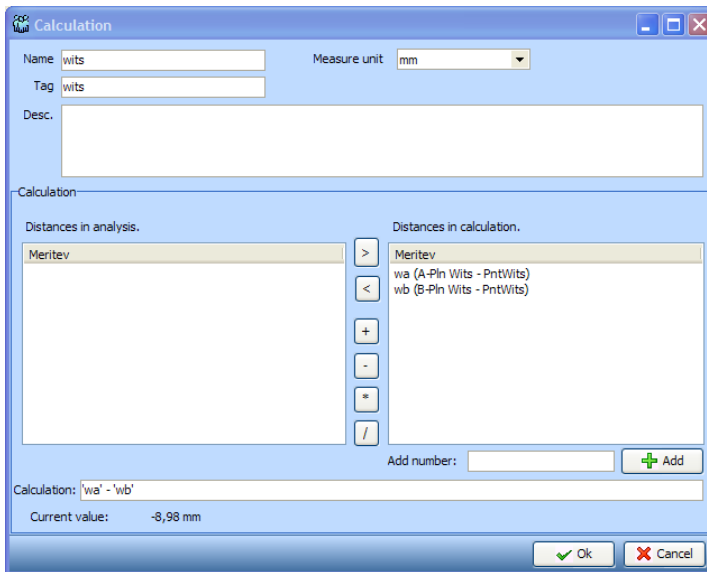 Calculation
Name wits Measure unit mm
Tag wits
Desc.
Calculation
Distances in analysis. Distances in calculation.
Meritev > Meritev
wa (A-Pln Wits - PntWits)
< wb (B-Pln Wits - PntWits)
+
-
*
/
Add number: Add
Calculation: 'wa' - 'wb'
Current value: -8,98 mm
Ok Cancel